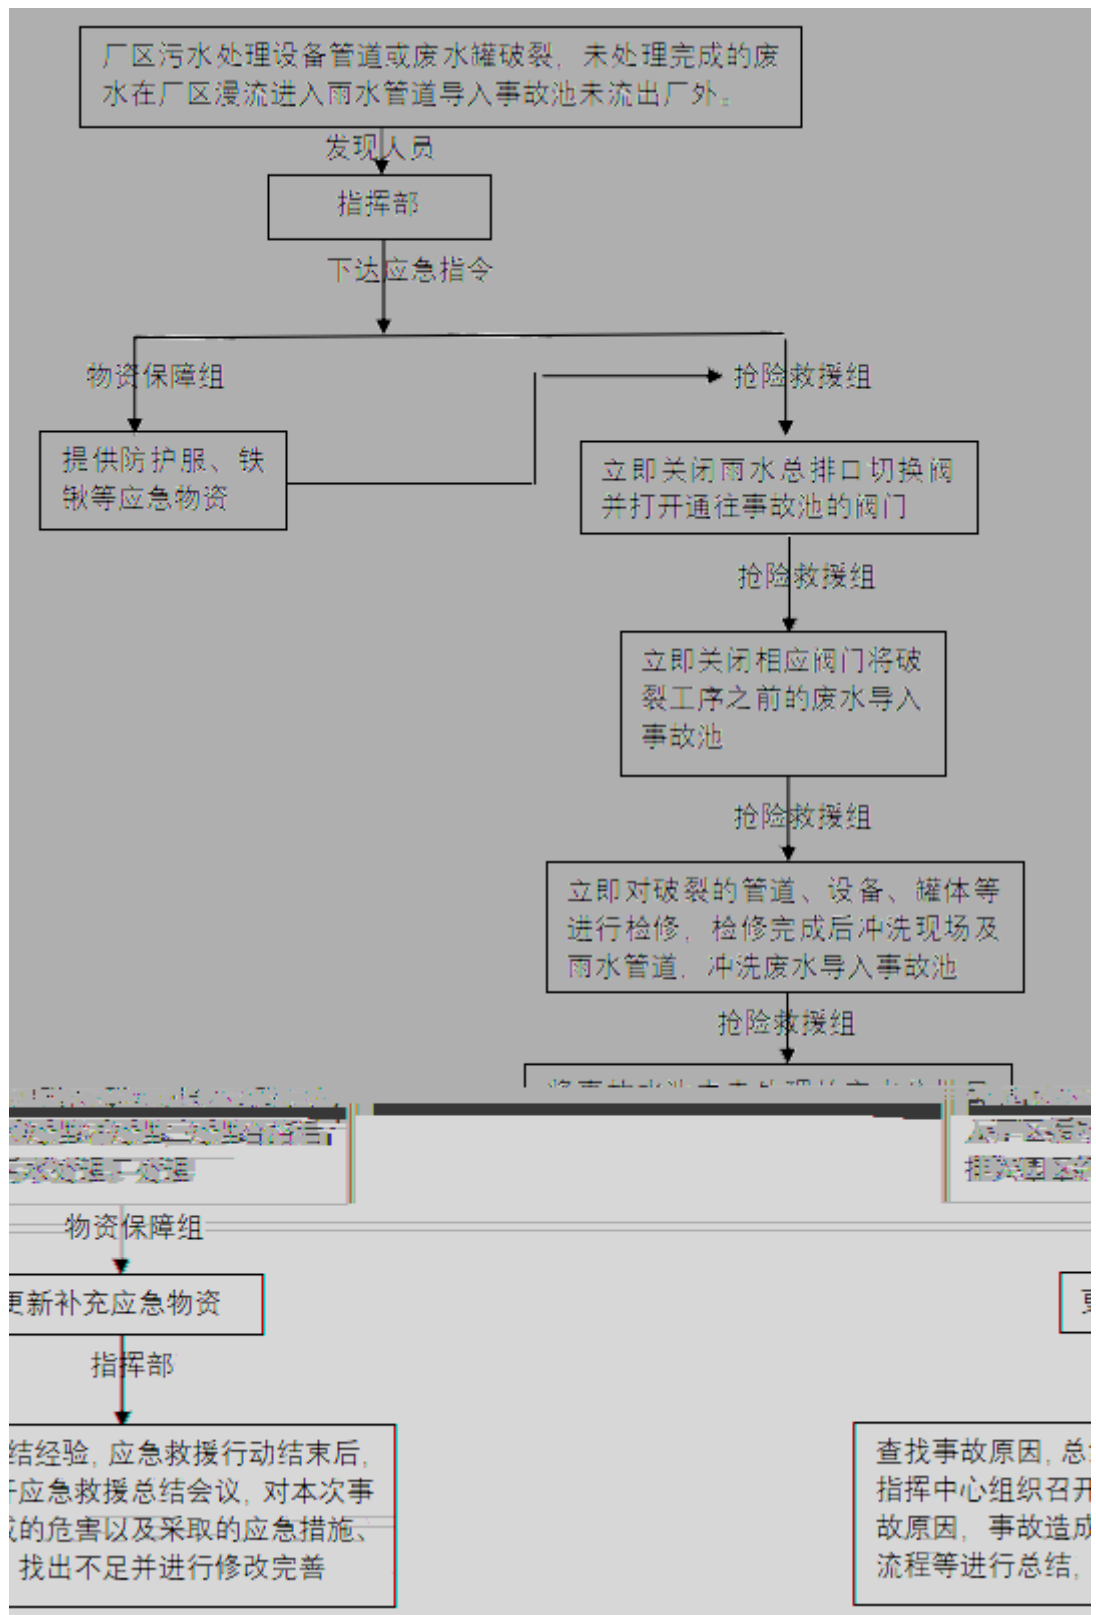 厂区污水处理设备管道或废水罐破裂，未处理完成的废
水在厂区漫流进入雨水管道导入事故池未流出厂外。
发现人员
指挥部
下达应急指令
物资保障组
抢险救援组
提供防护服、铁
锹等应急物资
立即关闭雨水总排口切换阀
并打开通往事故池的阀门
抢险救援组
立即关闭相应阀门将破
裂工序之前的废水导入
事故池
抢险救援组
立即对破裂的管道、设备、罐体等
进行检修，检修完成后冲洗现场及
雨水管道，冲洗废水导入事故池
抢险救援组
水处理厂处理
排入园区
物资保障组
更新补充应急物资
指挥部
结经验，应急救援行动结束后，
应急救援总结会议，对本次事
的危害以及采取的应急措施、
找出不足并进行修改完善
查找事故原因，总
指挥中心组织召开
故原因，事故造成
流程等进行总结，